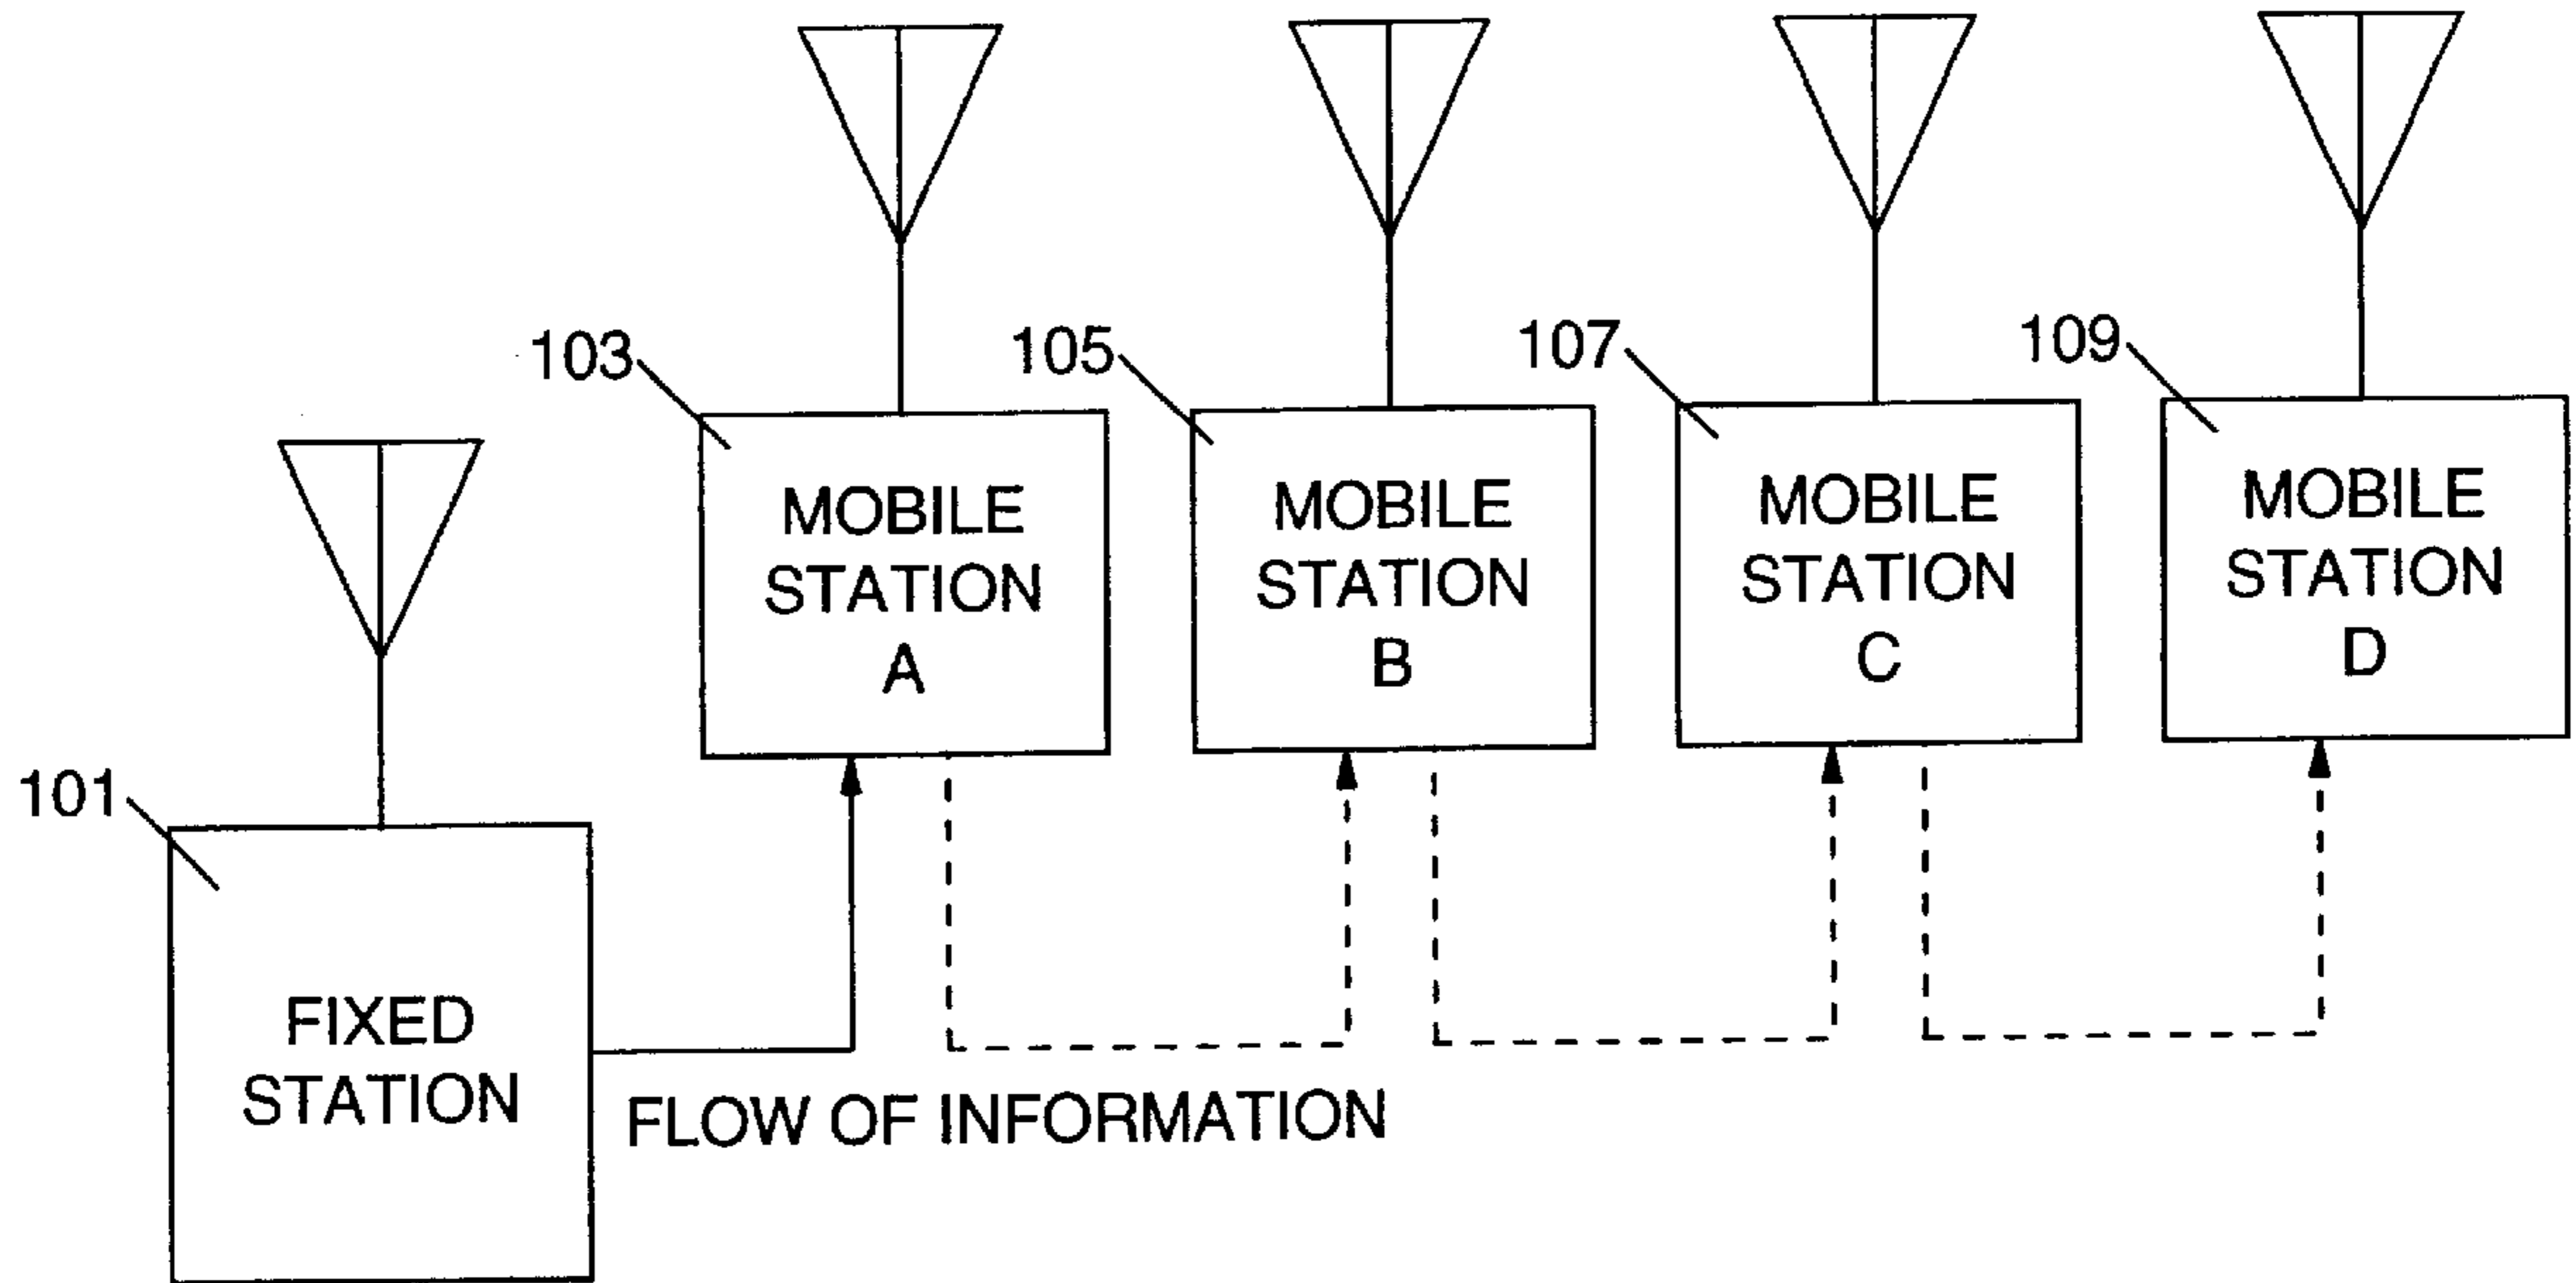 103
105
107
109
MOBILE
STATION
A
MOBILE
STATION
B
MOBILE
STATION
C
MOBILE
STATION
D
101
FIXED
STATION
FLOW OF INFORMATION